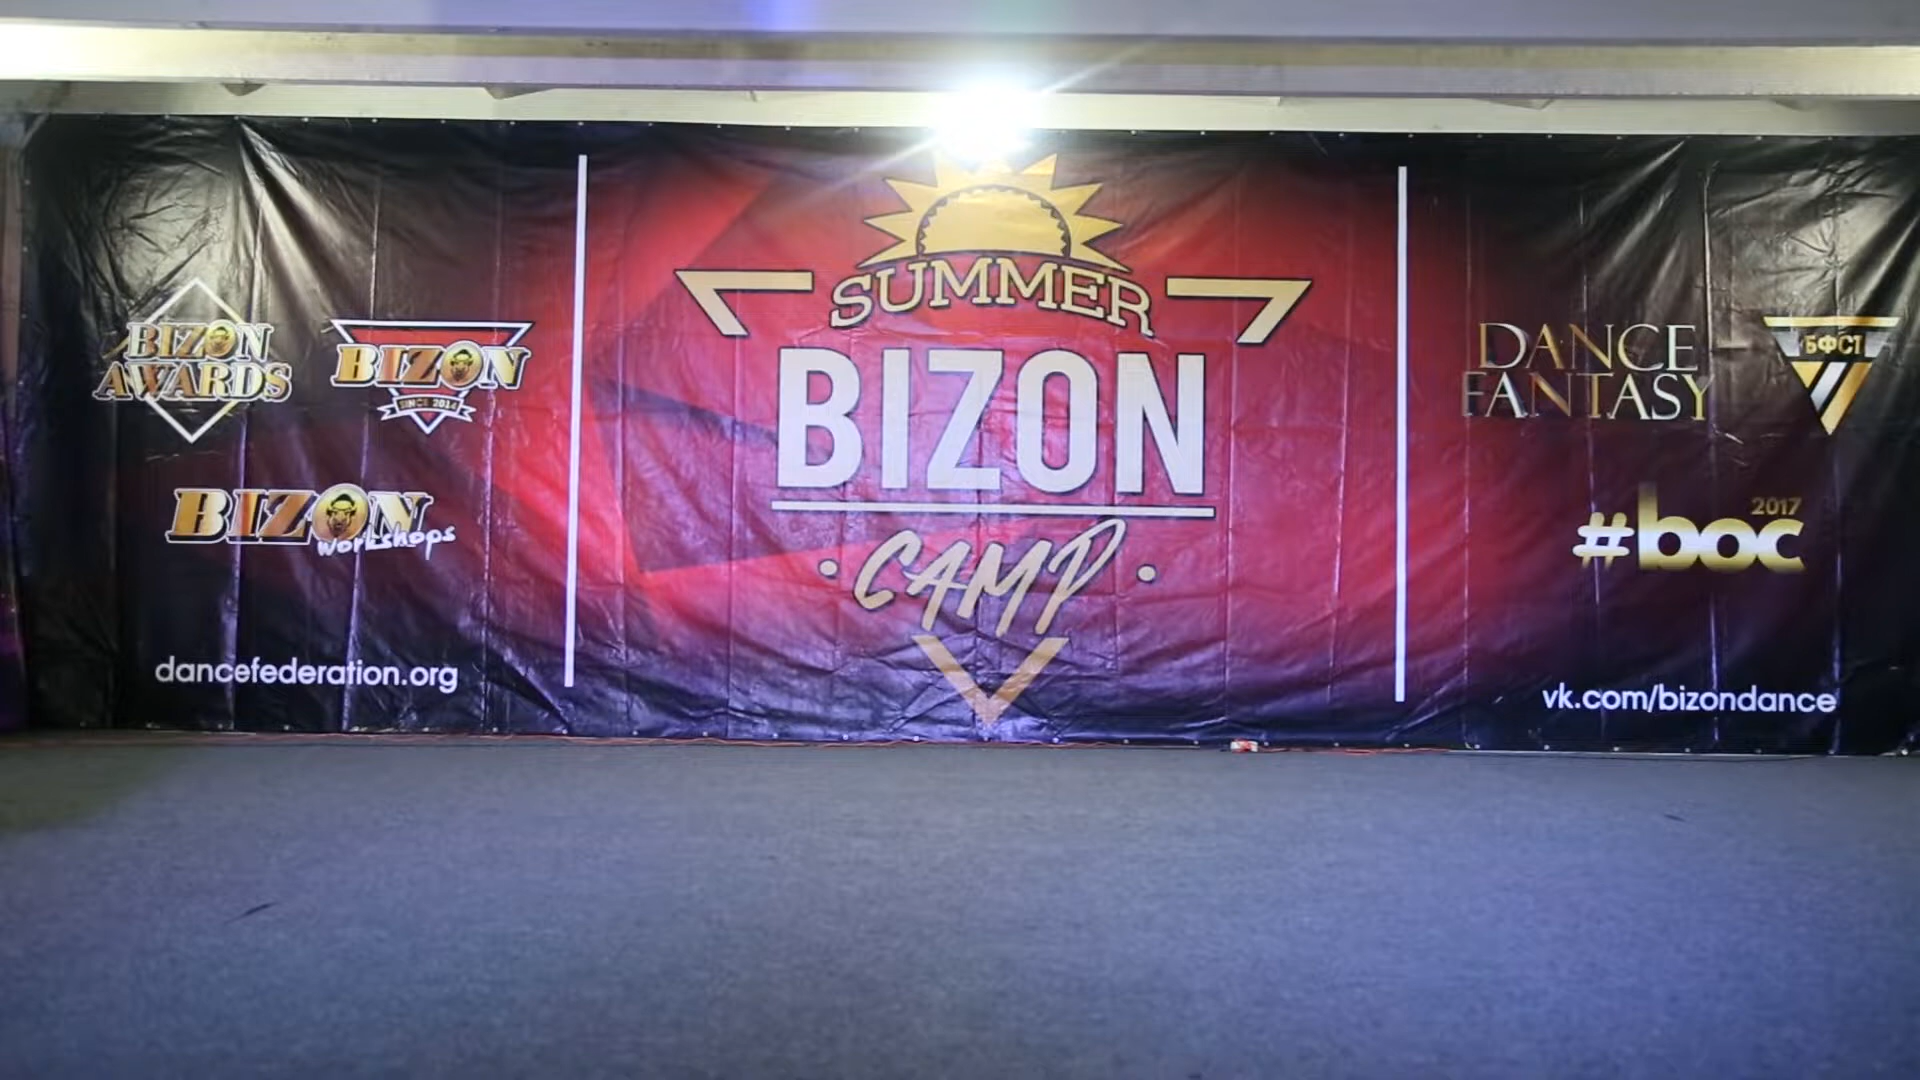 BIZON
AWARDS
BIZON
SINCE 2014
BIZON
workshops
dancefederation.org
SUMMER
BIZON
CAMP
DANCE
FANTASY
БФСТ
2017
#boc
vk.com/bizondance